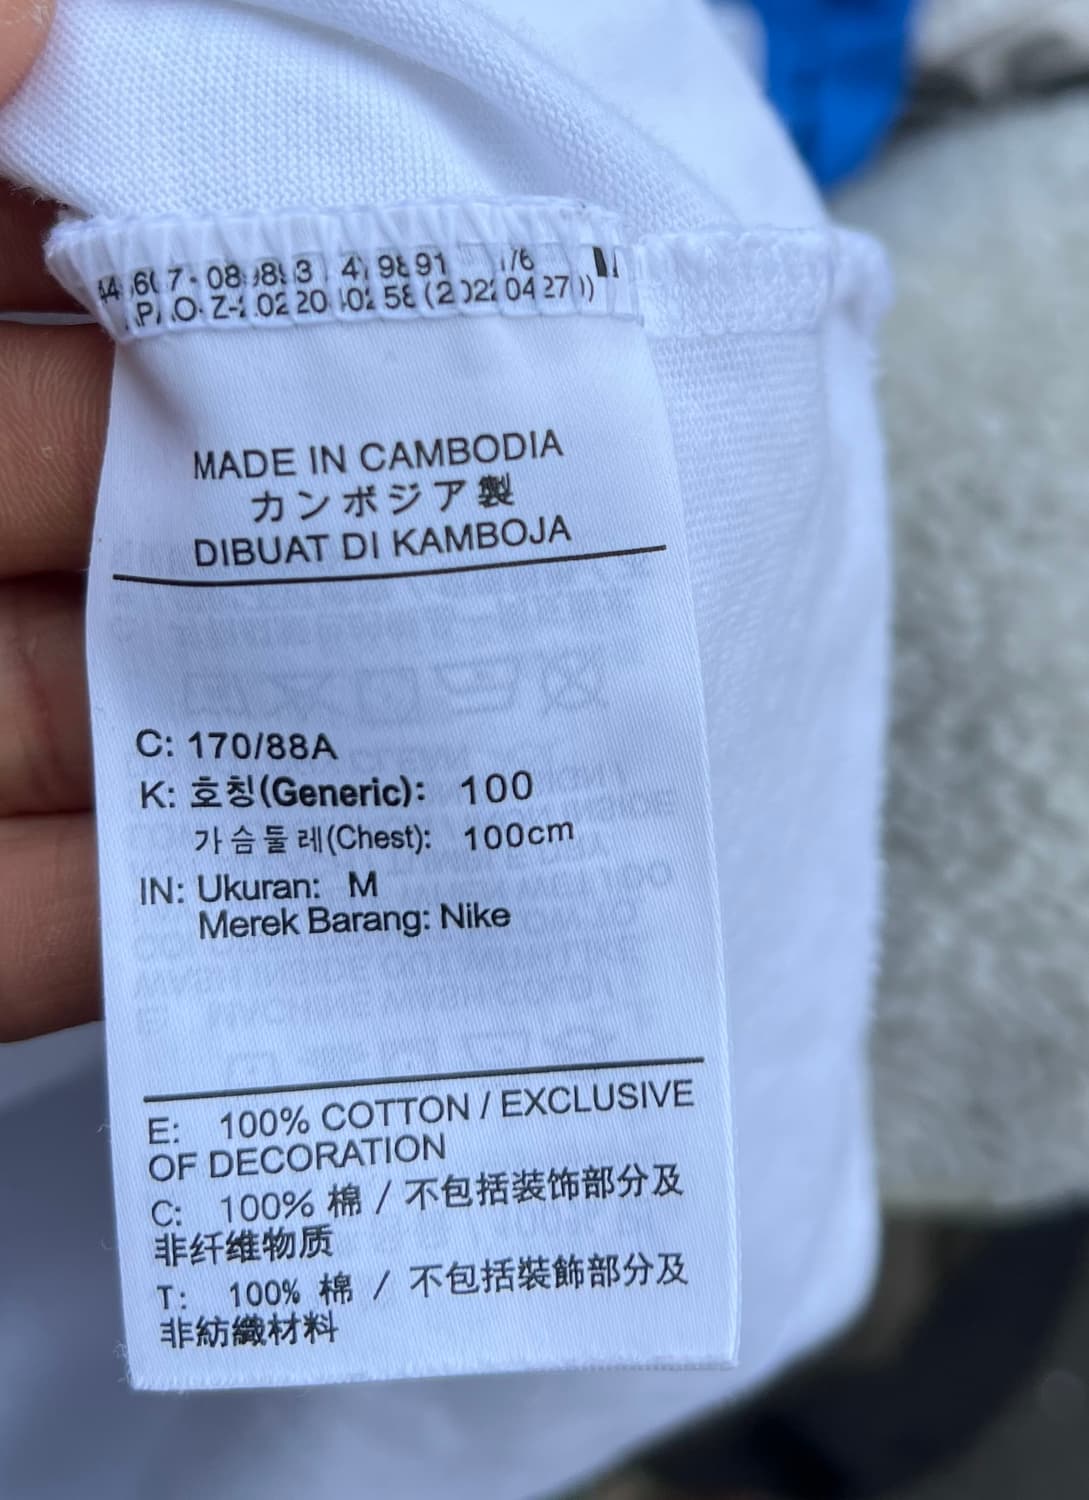 MADE IN CAMBODIA
カンボジア製
DIBUAT DI KAMBOJA
C: 170/88A
K: 호칭(Generic): 100
가슴둘레(Chest): 100cm
IN: Ukuran: M
Merek Barang: Nike
E: 100% COTTON / EXCLUSIVE
OF DECORATION
C: 100% 棉 / 不包括装饰部分及
非纤维物质
T: 100% 棉 / 不包括裝飾部分及
非紡織材料